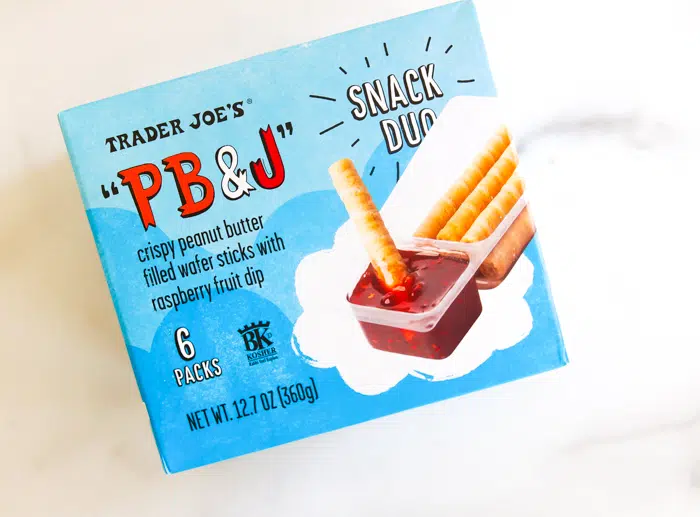 TRADER JOE'S®
SNACK
DUO
"PB&J"
crispy peanut butter
filled wafer sticks with
raspberry fruit dip
6
PACKS
BK
KOSHER
NET WT. 12.7 OZ (360g)